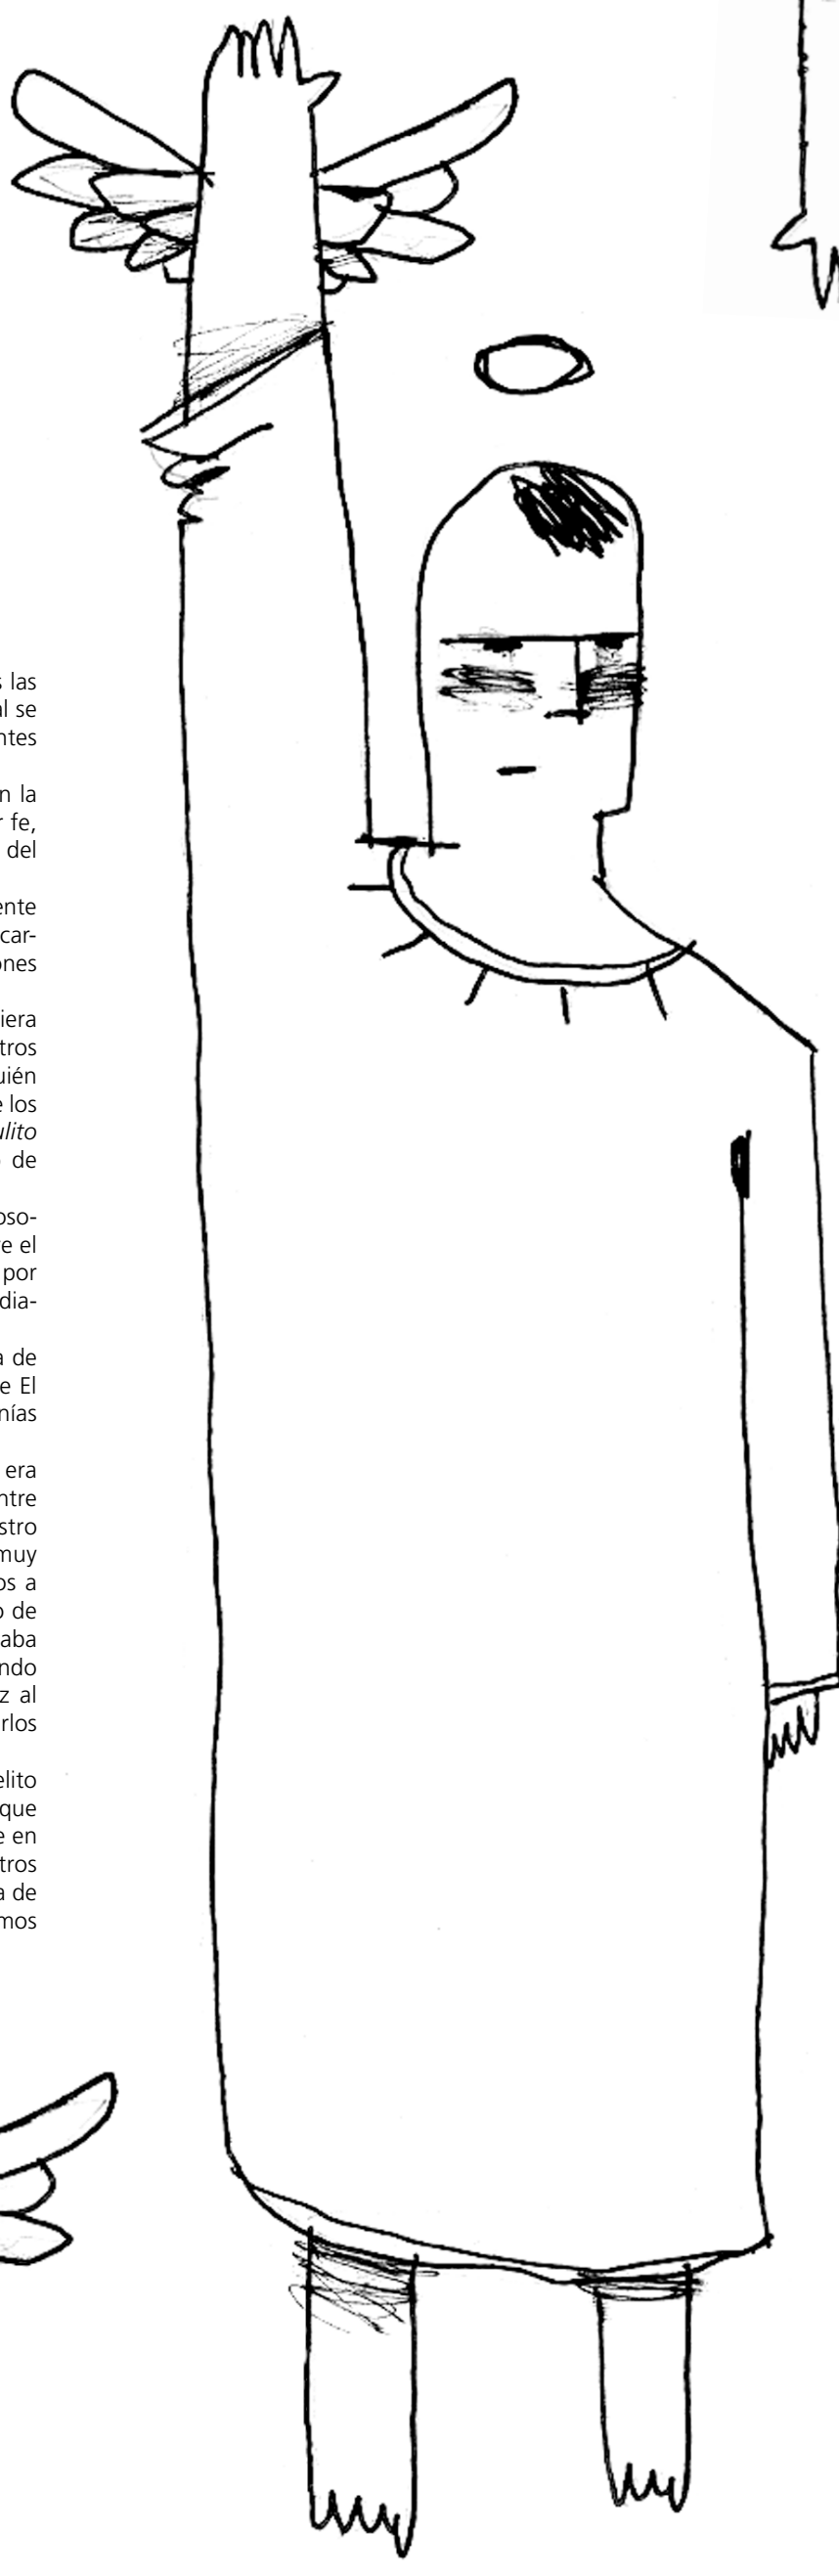 s las
al se
ntes
n la
r fe,
del
ente
car-
ones
iera
tros
uién
e los
ulito
de
oso-
e el
por
dia-
a de
e El
nías
era
ntre
stro
muy
os a
o de
aba
ndo
z al
rlos
elito
que
e en
tros
a de
mos